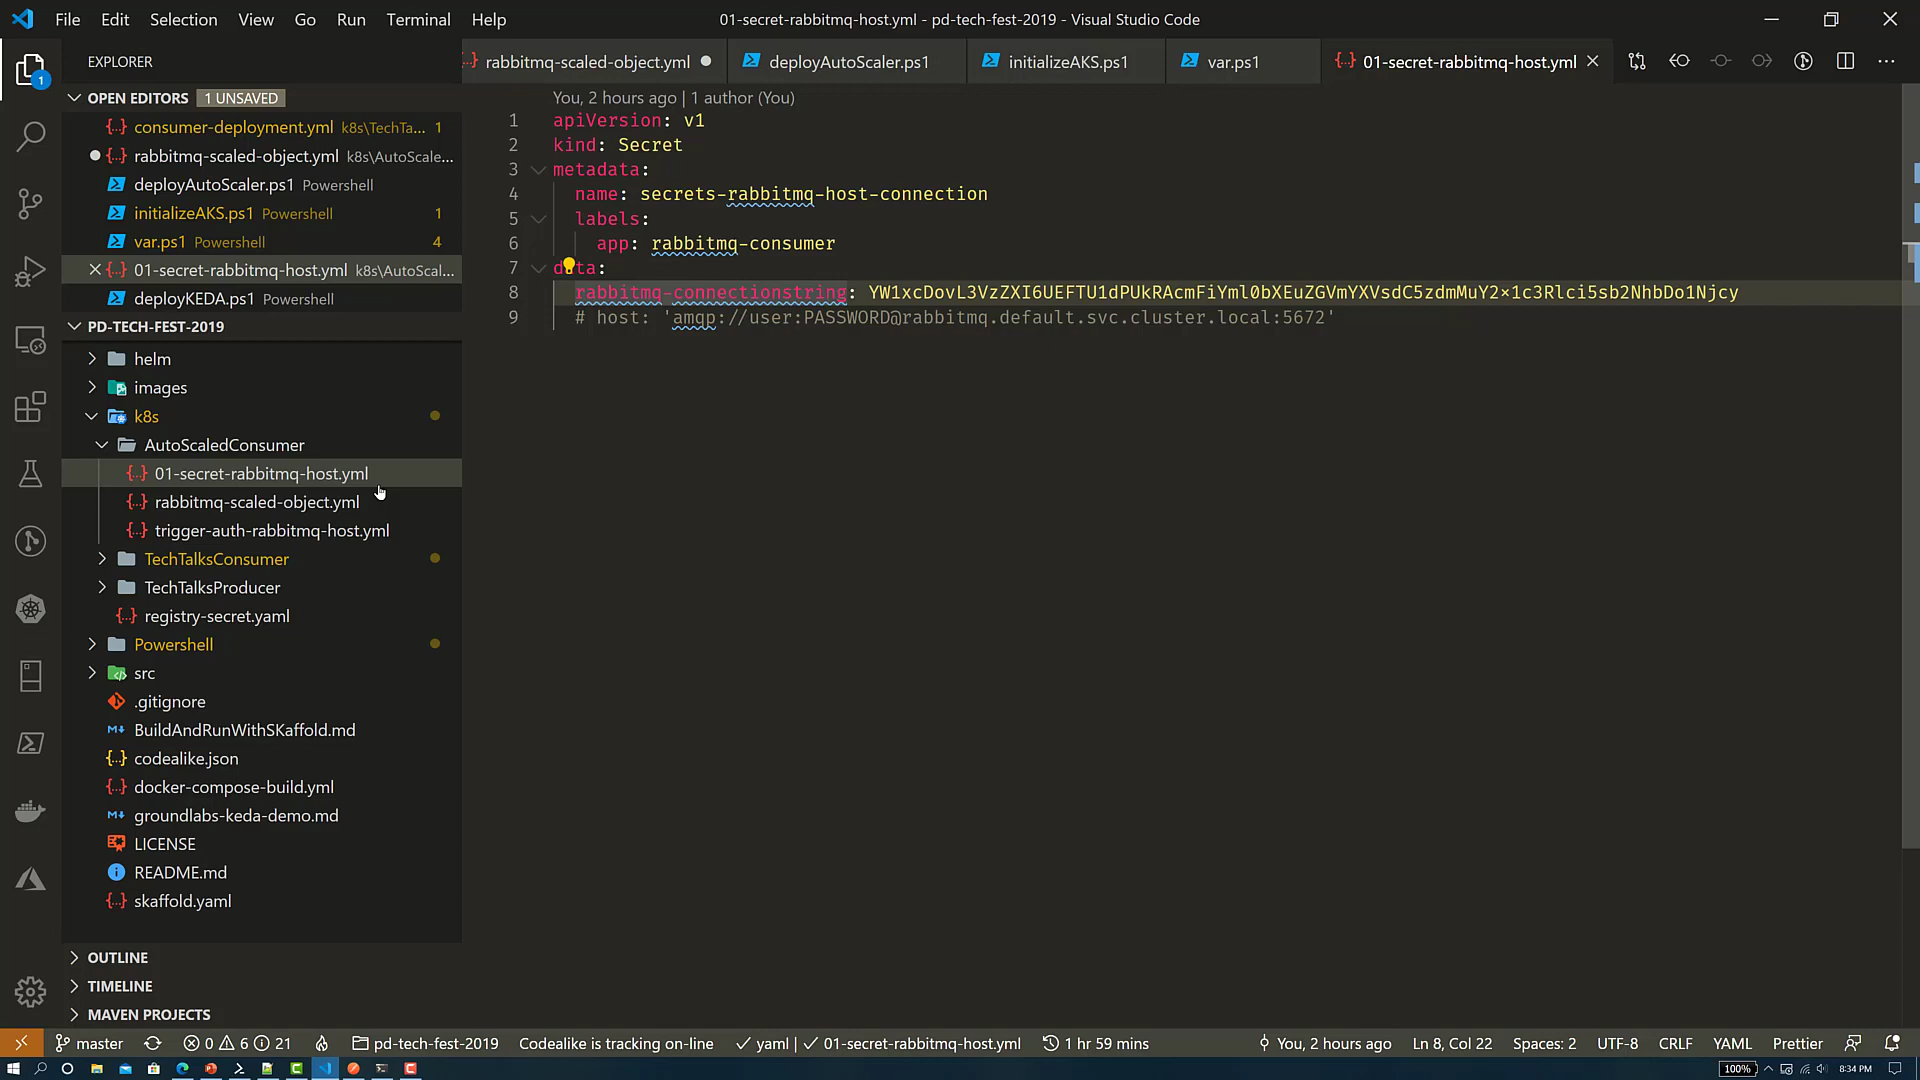 File Edit Selection View Go Run Terminal Help
01-secret-rabbitmq-host.yml - pd-tech-fest-2019 - Visual Studio Code
EXPLORER
rabbitmq-scaled-object.yml
deployAutoScaler.ps1
initializeAKS.ps1
var.ps1
01-secret-rabbitmq-host.yml
1
OPEN EDITORS 1 UNSAVED
consumer-deployment.yml k8s\TechTa... 1
rabbitmq-scaled-object.yml k8s\AutoScale...
deployAutoScaler.ps1 Powershell
initializeAKS.ps1 Powershell 1
var.ps1 Powershell 4
01-secret-rabbitmq-host.yml k8s\AutoScal...
deployKEDA.ps1 Powershell
PD-TECH-FEST-2019
helm
images
k8s
AutoScaledConsumer
01-secret-rabbitmq-host.yml
rabbitmq-scaled-object.yml
trigger-auth-rabbitmq-host.yml
TechTalksConsumer
TechTalksProducer
registry-secret.yaml
Powershell
src
.gitignore
BuildAndRunWithSKaffold.md
codealike.json
docker-compose-build.yml
groundlabs-keda-demo.md
LICENSE
README.md
skaffold.yaml
OUTLINE
TIMELINE
MAVEN PROJECTS
You, 2 hours ago | 1 author (You)
1 apiVersion: v1
2 kind: Secret
3 metadata:
4 name: secrets-rabbitmq-host-connection
5 labels:
6 app: rabbitmq-consumer
7 data:
8 rabbitmq-connectionstring: YW1xcDovL3VzZXI6UEFTU1dPUkRAcmFiYml0bXEuZGVmYXVsdC5zdmMuY2x1c3Rlci5sb2NhbDo1Njcy
9 # host: 'amqp://user:PASSWORD@rabbitmq.default.svc.cluster.local:5672'
master 0 6 21 pd-tech-fest-2019 Codealike is tracking on-line yaml | 01-secret-rabbitmq-host.yml 1 hr 59 mins You, 2 hours ago Ln 8, Col 22 Spaces: 2 UTF-8 CRLF YAML Prettier
100% 8:34 PM